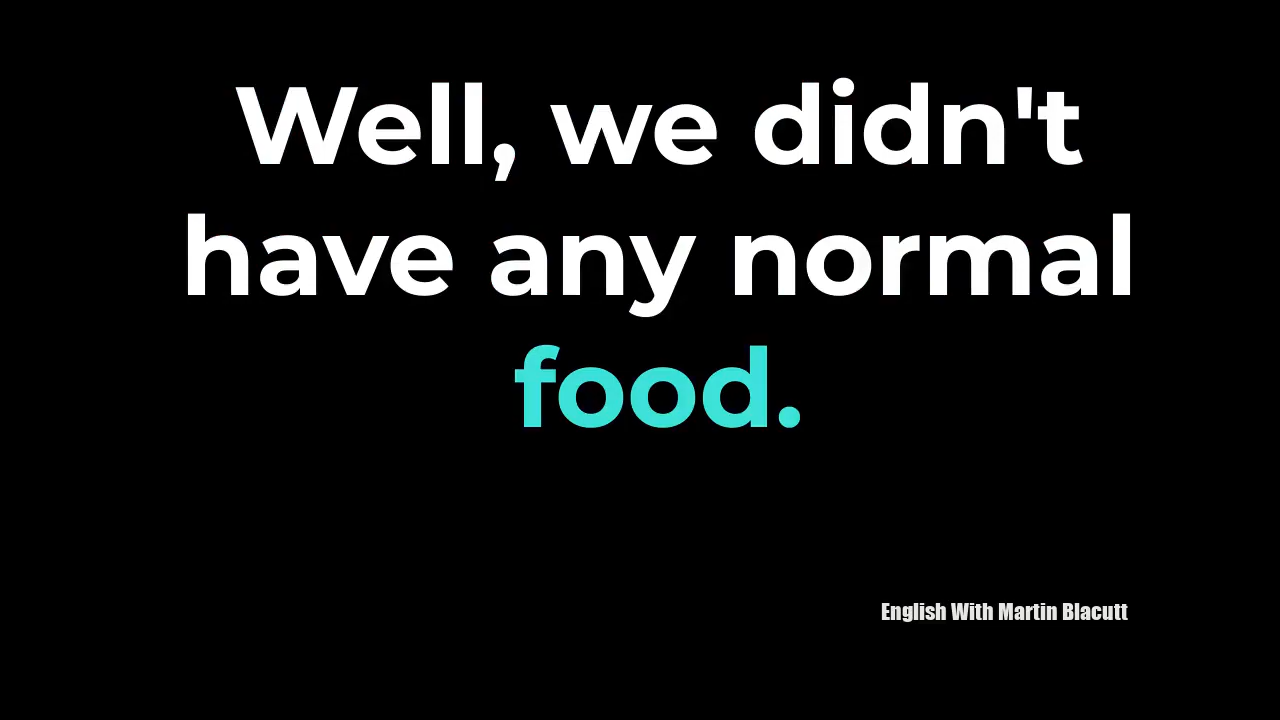 Well, we didn't
have any normal
food.
English With Martin Blacutt